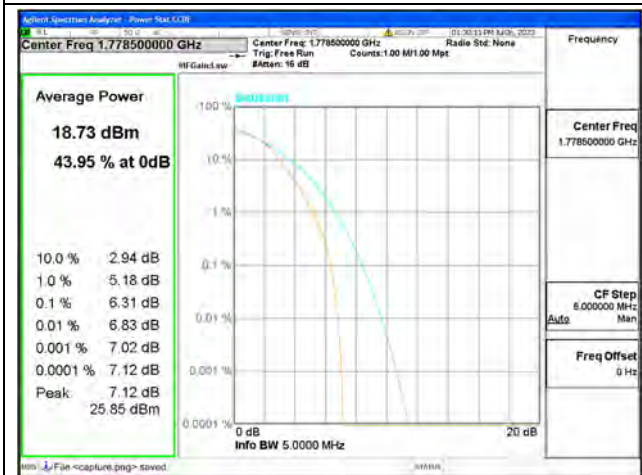 Agilent Spectrum Analyzer - Power Stat CCDF
Center Freq 1.778500000 GHz
Center Freq: 1.778500000 GHz
Radio Std: None
Trig: Free Run
Counts:1.00 M/1.00 Mpt
#IFGain:Low
#Atten: 16 dB
Frequency
Average Power
18.73 dBm
43.95 % at 0dB
10.0 % 2.94 dB
1.0 % 5.18 dB
0.1 % 6.31 dB
0.01 % 6.83 dB
0.001 % 7.02 dB
0.0001 % 7.12 dB
Peak 7.12 dB
25.85 dBm
100 %
Gaussian
10 %
1 %
0.1 %
0.01 %
0.001 %
0.0001 %
0 dB
20 dB
Info BW 5.0000 MHz
Center Freq
1.778500000 GHz
CF Step
5.000000 MHz
Auto Man
Freq Offset
0 Hz
MSG
File <capture.png> saved
STATUS